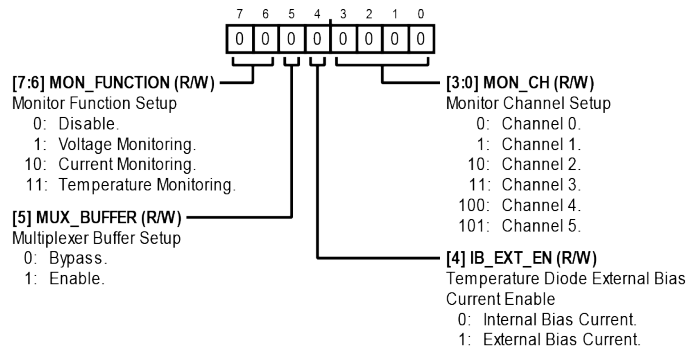 7 6 5 4 3 2 1 0
0 0 0 0 0 0 0 0
[7:6] MON_FUNCTION (R/W)
Monitor Function Setup
0: Disable.
1: Voltage Monitoring.
10: Current Monitoring.
11: Temperature Monitoring.
[5] MUX_BUFFER (R/W)
Multiplexer Buffer Setup
0: Bypass.
1: Enable.
[3:0] MON_CH (R/W)
Monitor Channel Setup
0: Channel 0.
1: Channel 1.
10: Channel 2.
11: Channel 3.
100: Channel 4.
101: Channel 5.
[4] IB_EXT_EN (R/W)
Temperature Diode External Bias
Current Enable
0: Internal Bias Current.
1: External Bias Current.